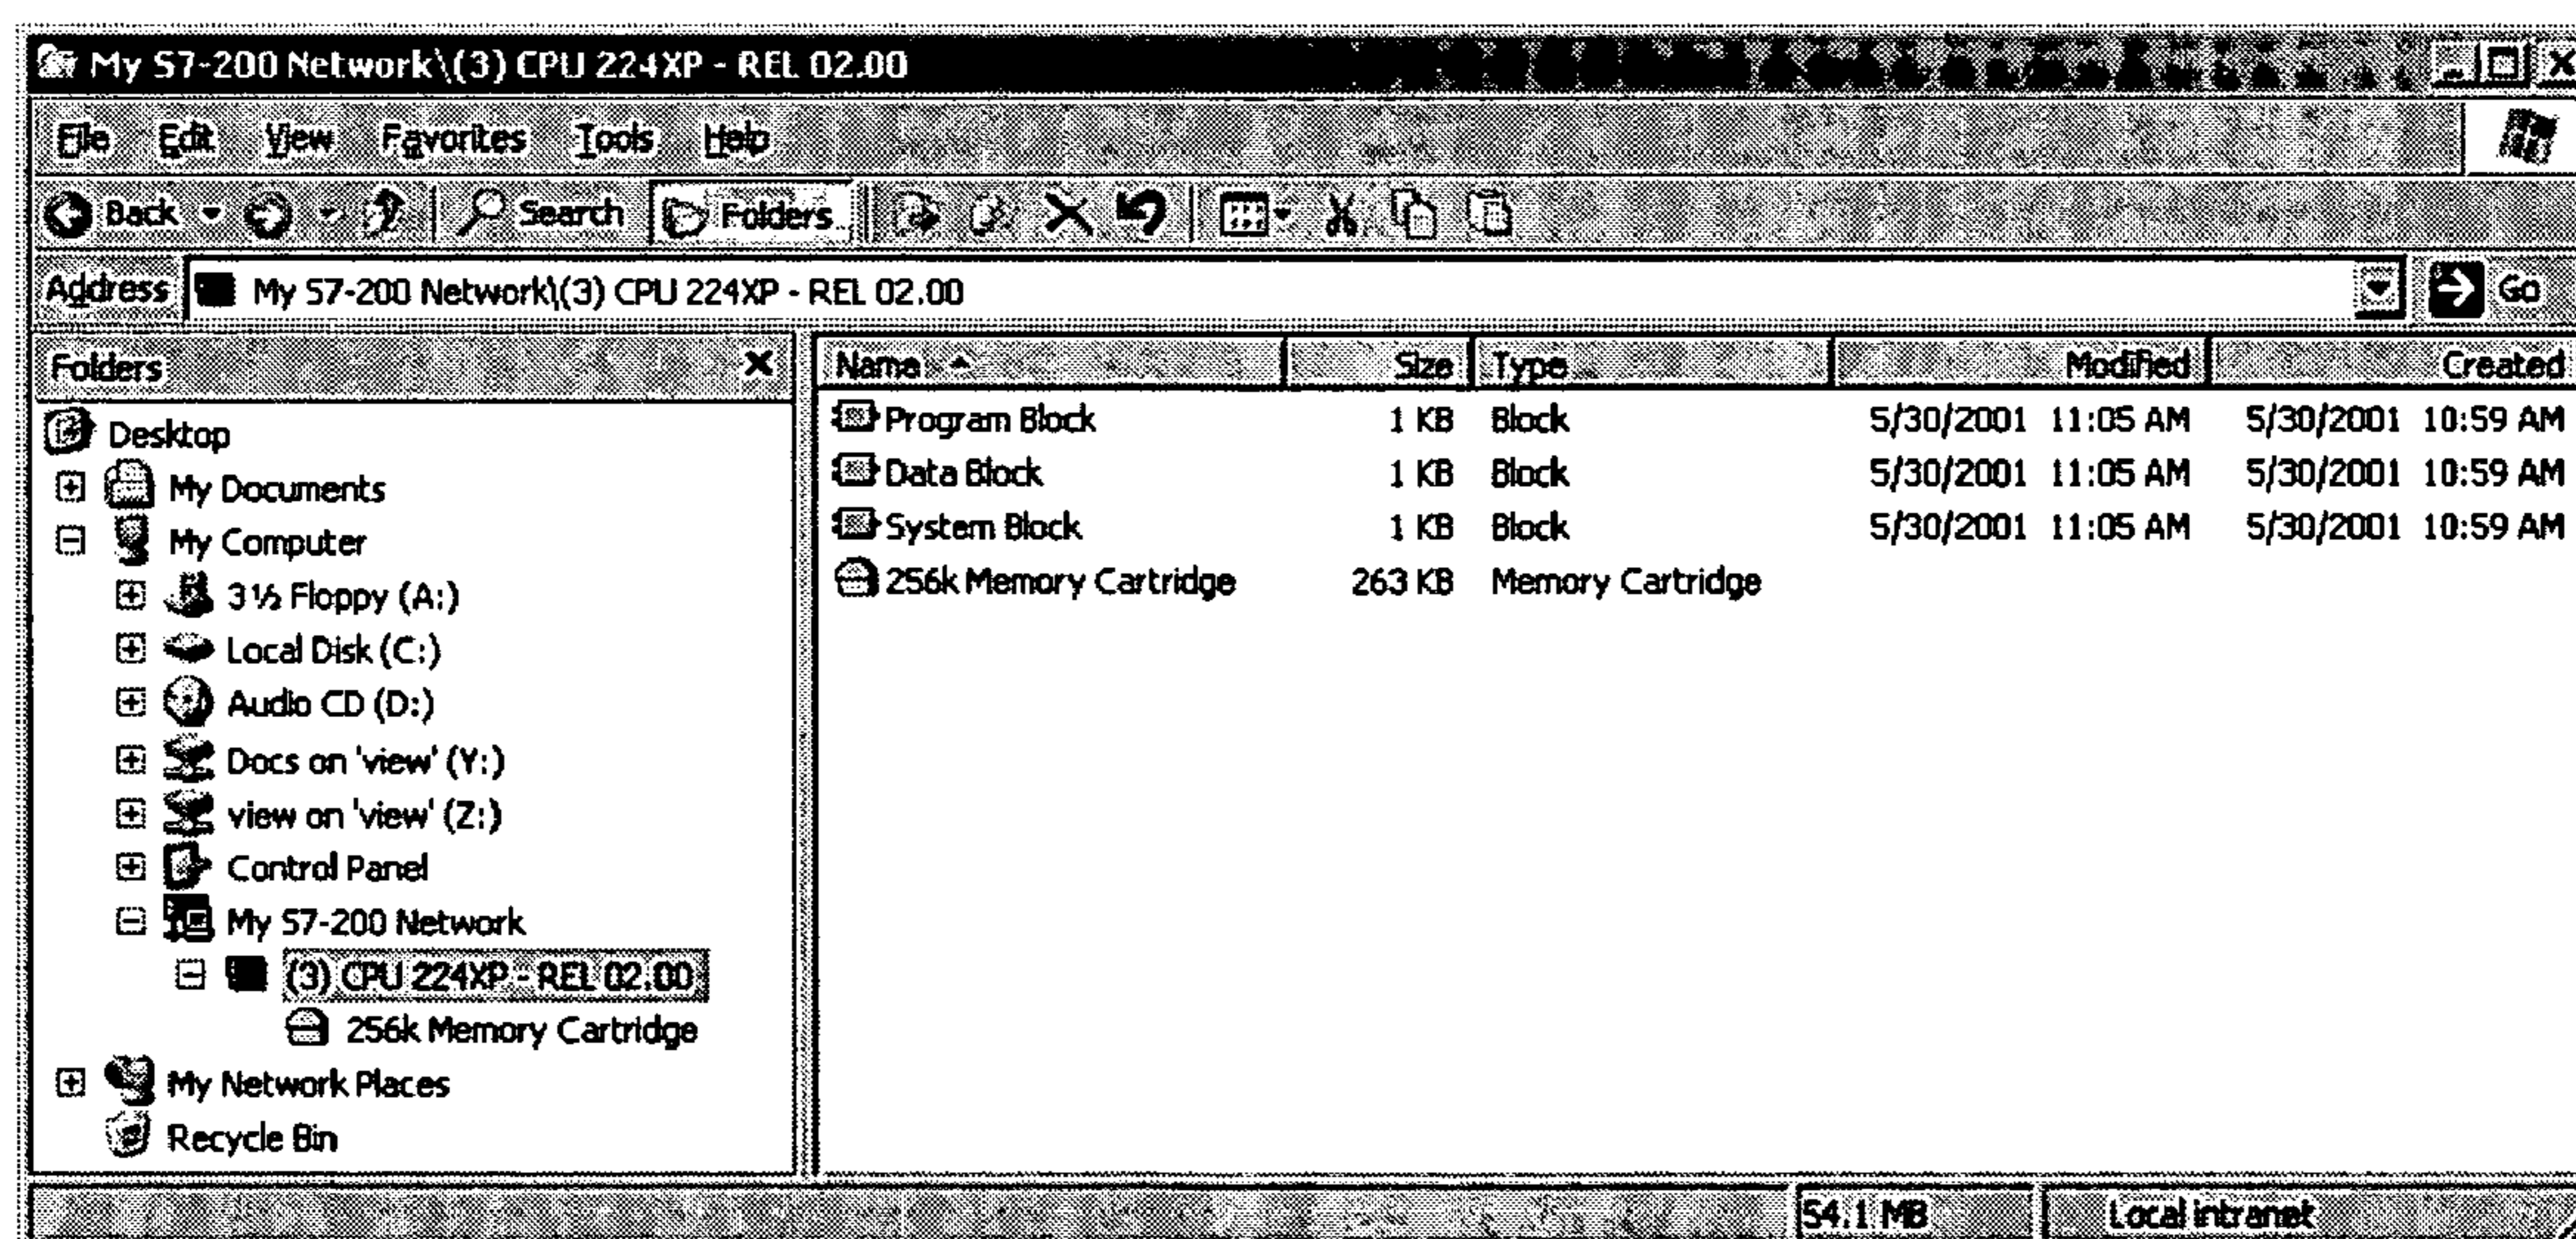 My S7-200 Network\(3) CPU 224XP - REL 02.00
File Edit View Favorites Tools Help
Back Search Folders
Address My S7-200 Network\(3) CPU 224XP - REL 02.00 Go
Folders
Desktop
My Documents
My Computer
3½ Floppy (A:)
Local Disk (C:)
Audio CD (D:)
Docs on 'view' (Y:)
view on 'view' (Z:)
Control Panel
My S7-200 Network
(3) CPU 224XP - REL 02.00
256k Memory Cartridge
My Network Places
Recycle Bin
Name Size Type Modified Created
Program Block 1 KB Block 5/30/2001 11:05 AM 5/30/2001 10:59 AM
Data Block 1 KB Block 5/30/2001 11:05 AM 5/30/2001 10:59 AM
System Block 1 KB Block 5/30/2001 11:05 AM 5/30/2001 10:59 AM
256k Memory Cartridge 263 KB Memory Cartridge
54.1 MB Local intranet